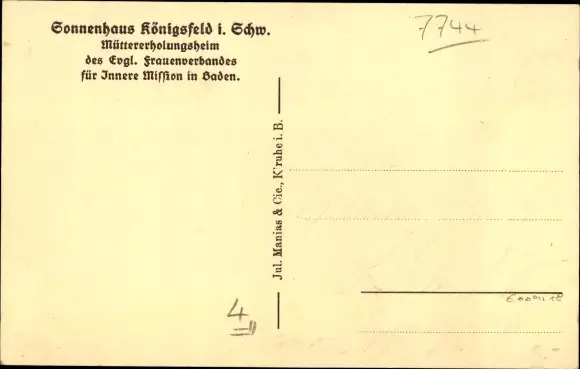 Sonnenhaus Königsfeld i. Schw.
Müttererholungsheim
des Evgl. Frauenverbandes
für Innere Mission in Baden.
7744
Jul. Manias & Cie., K'ruhe i. B.
4